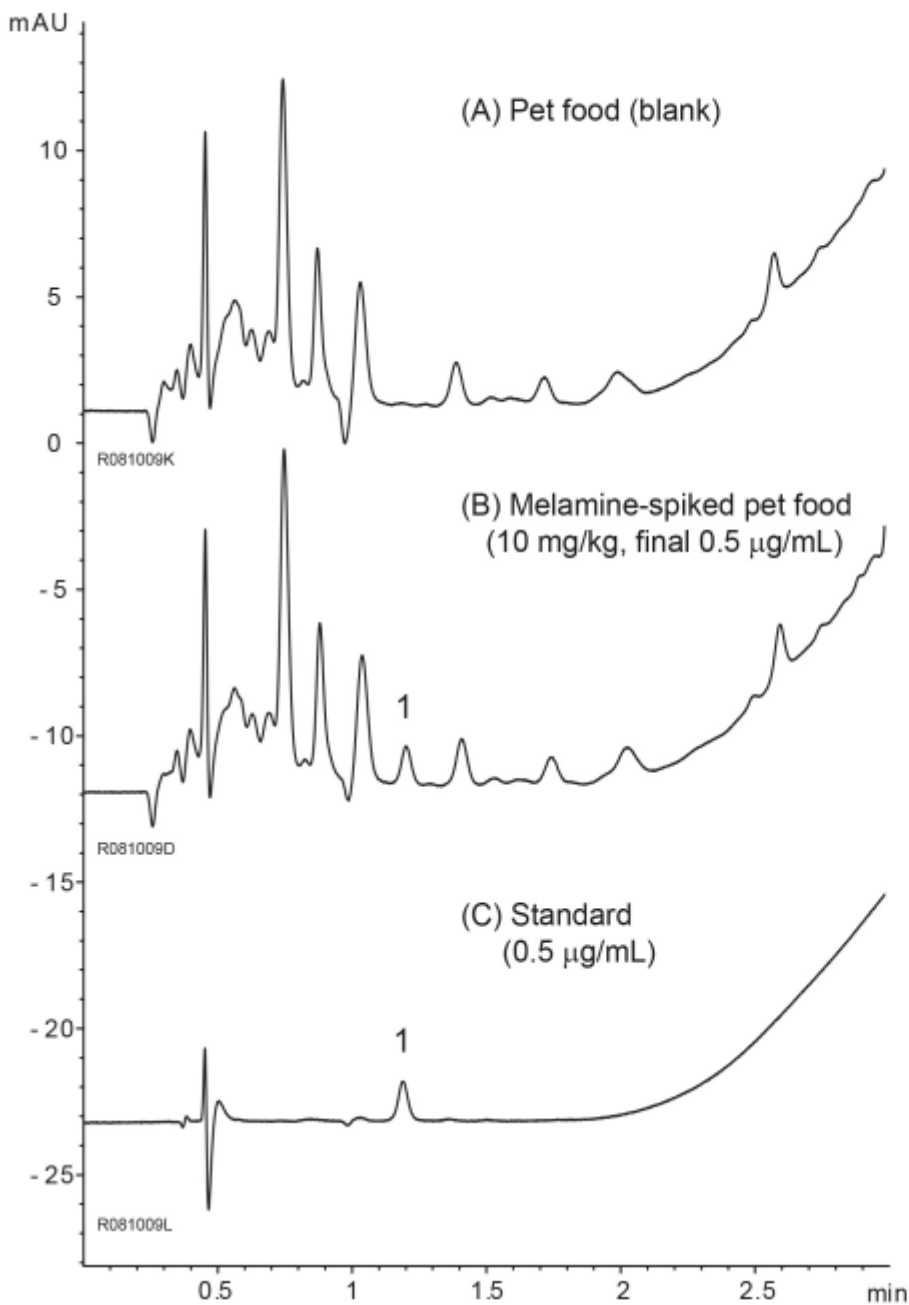 mAU
(A) Pet food (blank)
10
5
0
R081009K
(B) Melamine-spiked pet food
(10 mg/kg, final 0.5 μg/mL)
-5
1
-10
R081009D
-15
(C) Standard
(0.5 μg/mL)
-20
1
-25
R081009L
0.5 1 1.5 2 2.5 min